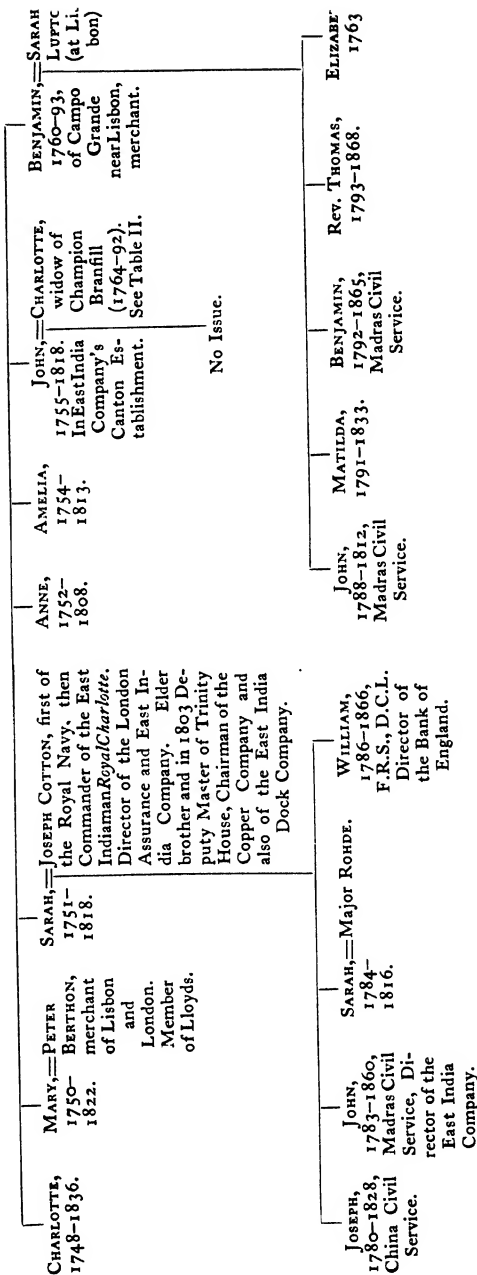 CHARLOTTE,
1748–1836.
MARY,=PETER
1750– BERTHON,
1822. merchant
of Lisbon
and
London.
Member
of Lloyds.
SARAH,=JOSEPH COTTON, first of
1751– the Royal Navy, then
1818. Commander of the East
Indiaman Royal Charlotte.
Director of the London
Assurance and East In-
dia Company. Elder
brother and in 1803 De-
puty Master of Trinity
House, Chairman of the
Copper Company and
also of the East India
Dock Company.
ANNE,
1752–
1808.
AMELIA,
1754–
1813.
JOHN,=CHARLOTTE,
1755–1818. widow of
In East India Champion
Company's Branfill
Canton Es- (1764–92).
tablishment. See Table II.
No Issue.
BENJAMIN,=SARAH
1760–93, LUPTC
of Campo (at Li.
Grande bon)
near Lisbon,
merchant.
JOSEPH,
1780–1828,
China Civil
Service.
JOHN,
1783–1860,
Madras Civil
Service, Di-
rector of the
East India
Company.
SARAH,=Major ROHDE.
1784–
1816.
WILLIAM,
1786–1866,
F.R.S., D.C.L.
Director of
the Bank of
England.
JOHN,
1788–1812,
Madras Civil
Service.
MATILDA,
1791–1833.
BENJAMIN,
1792–1865,
Madras Civil
Service.
Rev. THOMAS,
1793–1868.
ELIZABE
1763